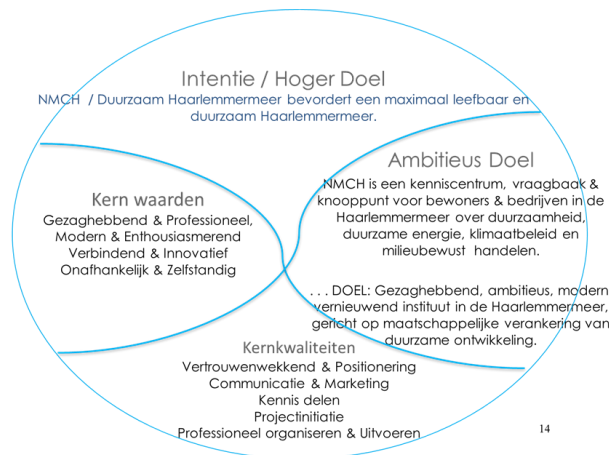 Intentie / Hoger Doel
NMCH / Duurzaam Haarlemmermeer bevordert een maximaal leefbaar en
duurzaam Haarlemmermeer.
Kern waarden
Gezaghebbend & Professioneel,
Modern & Enthousiasmerend
Verbindend & Innovatief
Onafhankelijk & Zelfstandig
Ambitieus Doel
NMCH is een kenniscentrum, vraagbaak &
knooppunt voor bewoners & bedrijven in de
Haarlemmermeer over duurzaamheid,
duurzame energie, klimaatbeleid en
milieubewust handelen.
. . . DOEL: Gezaghebbend, ambitieus, modern
vernieuwend instituut in de Haarlemmermeer,
gericht op maatschappelijke verankering van
duurzame ontwikkeling.
Kernkwaliteiten
Vertrouwenwekkend & Positionering
Communicatie & Marketing
Kennis delen
Projectinitiatie
Professioneel organiseren & Uitvoeren
14